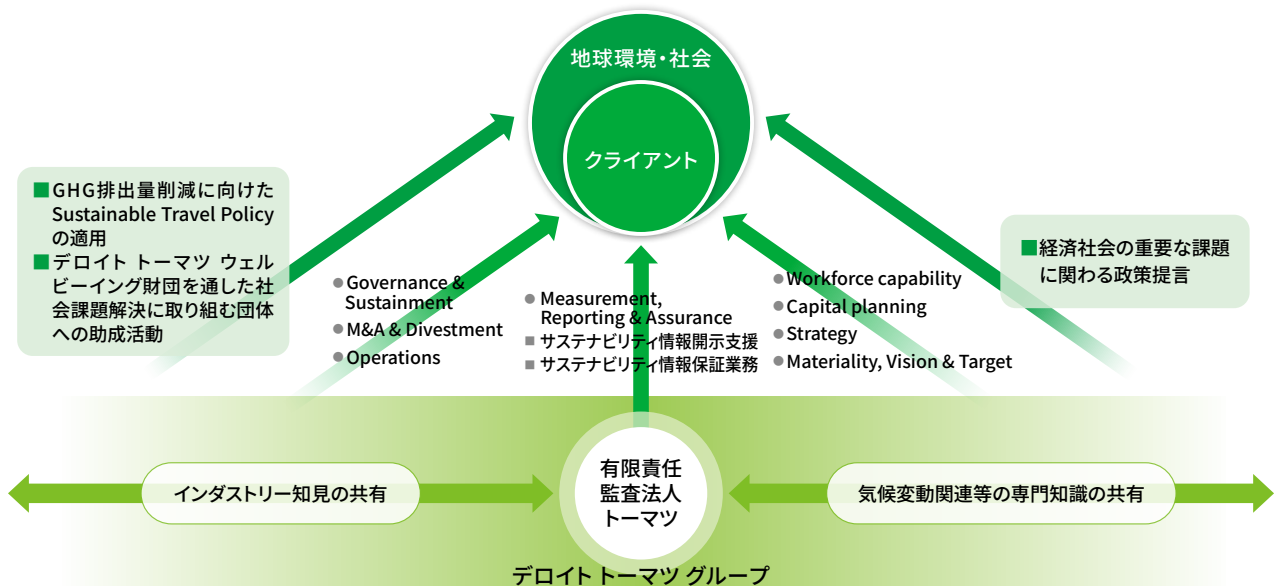 地球環境・社会
クライアント
■GHG排出量削減に向けた
Sustainable Travel Policy
の適用
■デロイト トーマツ ウェル
ビーイング財団を通した社
会課題解決に取り組む団体
への助成活動
●Governance &
Sustainment
●M&A & Divestment
●Operations
●Measurement,
Reporting & Assurance
■サステナビリティ情報開示支援
■サステナビリティ情報保証業務
●Workforce capability
●Capital planning
●Strategy
●Materiality, Vision & Target
■経済社会の重要な課題
に関わる政策提言
インダストリー知見の共有
有限責任
監査法人
トーマツ
気候変動関連等の専門知識の共有
デロイト トーマツ グループ